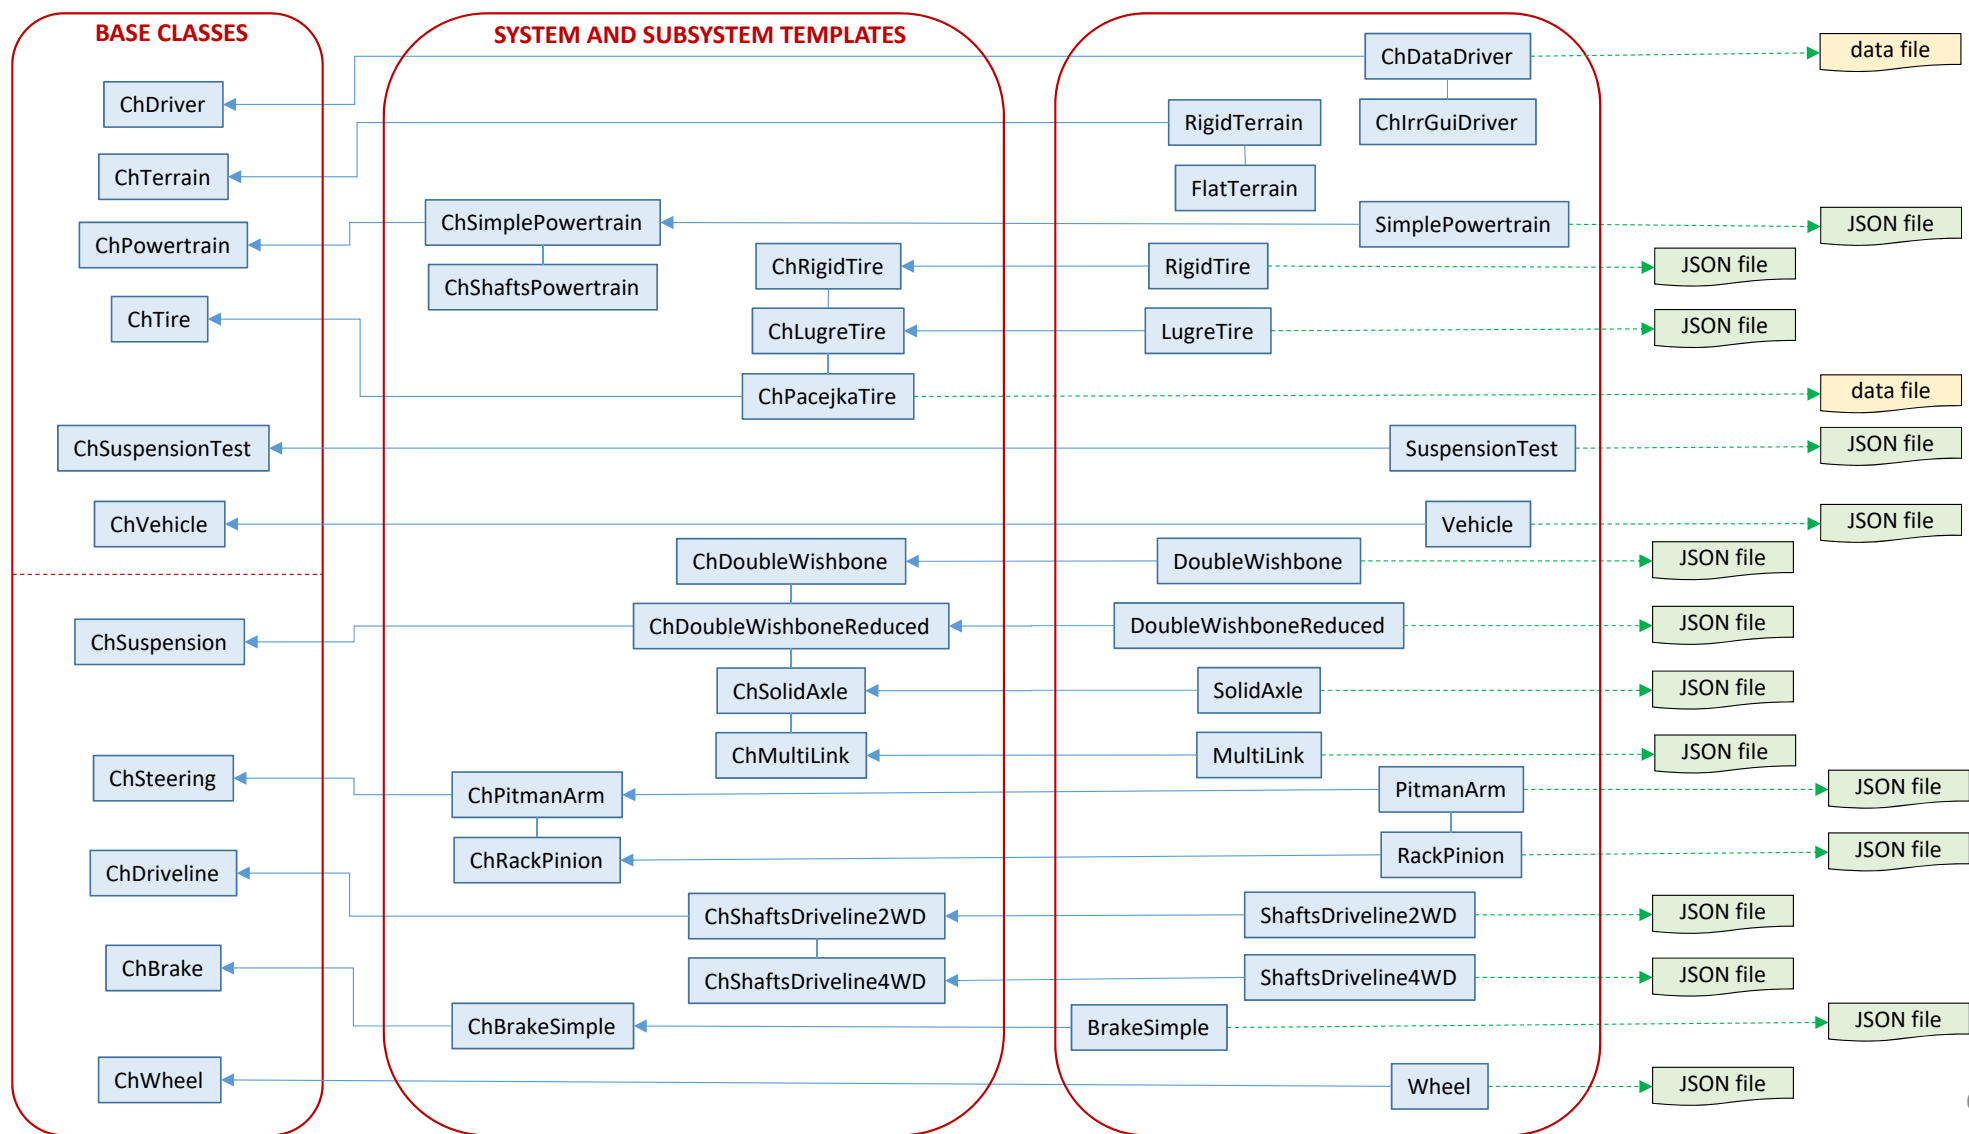 BASE CLASSES
SYSTEM AND SUBSYSTEM TEMPLATES
ChDataDriver
data file
ChDriver
ChIrrGuiDriver
RigidTerrain
ChTerrain
FlatTerrain
ChSimplePowertrain
SimplePowertrain
JSON file
ChPowertrain
ChRigidTire
RigidTire
JSON file
ChShaftsPowertrain
ChTire
ChLugreTire
LugreTire
JSON file
ChPacejkaTire
data file
ChSuspensionTest
SuspensionTest
JSON file
ChVehicle
Vehicle
JSON file
ChDoubleWishbone
DoubleWishbone
JSON file
ChSuspension
ChDoubleWishboneReduced
DoubleWishboneReduced
JSON file
ChSolidAxle
SolidAxle
JSON file
ChMultiLink
MultiLink
JSON file
ChSteering
ChPitmanArm
PitmanArm
JSON file
ChRackPinion
RackPinion
JSON file
ChDriveline
ChShaftsDriveline2WD
ShaftsDriveline2WD
JSON file
ChBrake
ChShaftsDriveline4WD
ShaftsDriveline4WD
JSON file
ChBrakeSimple
BrakeSimple
JSON file
ChWheel
Wheel
JSON file